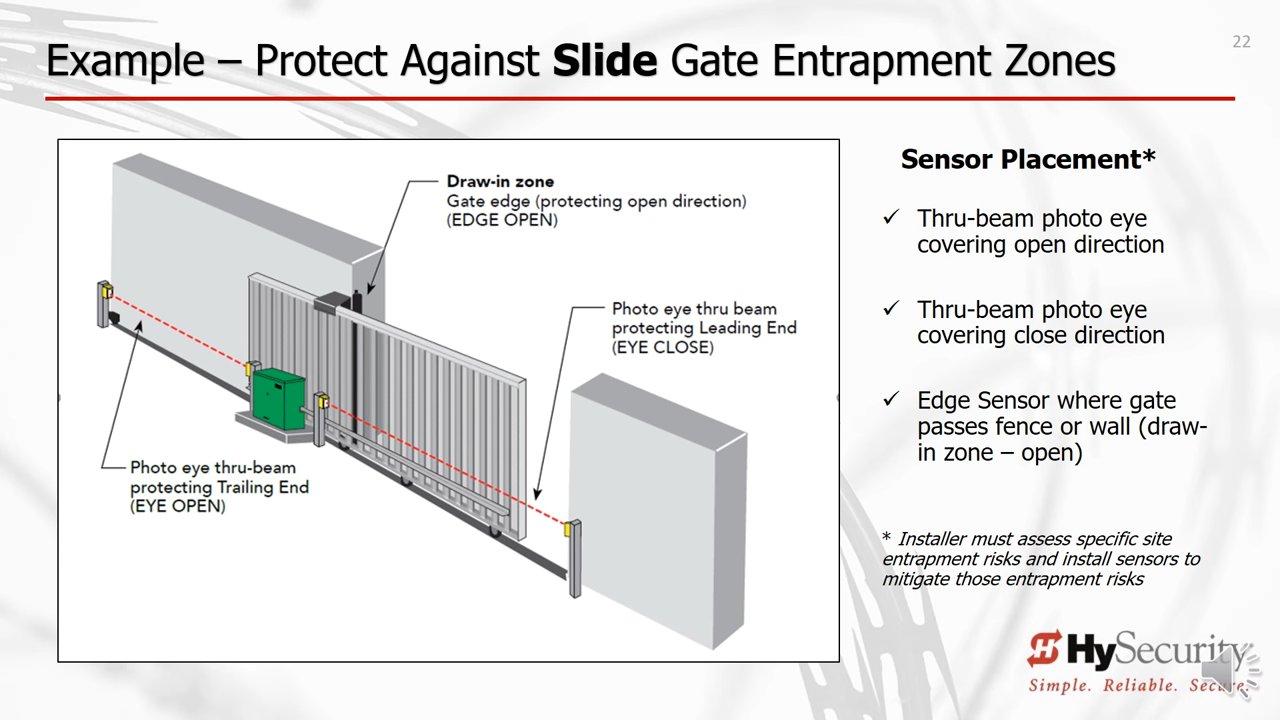 22
Example – Protect Against Slide Gate Entrapment Zones
Draw-in zone
Gate edge (protecting open direction)
(EDGE OPEN)
Photo eye thru beam
protecting Leading End
(EYE CLOSE)
Photo eye thru-beam
protecting Trailing End
(EYE OPEN)
Sensor Placement*
✓ Thru-beam photo eye
covering open direction
✓ Thru-beam photo eye
covering close direction
✓ Edge Sensor where gate
passes fence or wall (draw-
in zone – open)
* Installer must assess specific site
entrapment risks and install sensors to
mitigate those entrapment risks
H HySecurity
Simple. Reliable. Secure.